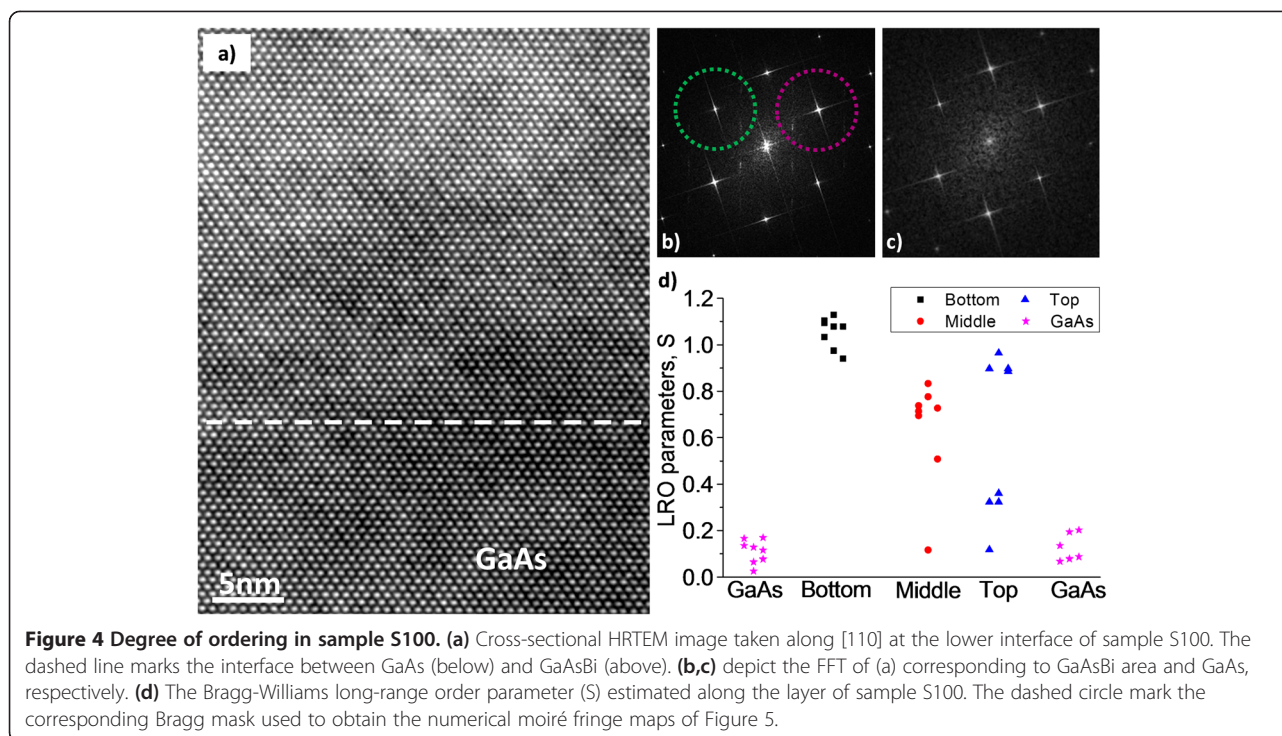 a)
GaAs
5nm
b)
c)
d)
LRO parameters, S
1.2
1.0
0.8
0.6
0.4
0.2
0.0
Bottom
Top
Middle
GaAs
GaAs Bottom Middle Top GaAs
Figure 4 Degree of ordering in sample S100. (a) Cross-sectional HRTEM image taken along [110] at the lower interface of sample S100. The
dashed line marks the interface between GaAs (below) and GaAsBi (above). (b,c) depict the FFT of (a) corresponding to GaAsBi area and GaAs,
respectively. (d) The Bragg-Williams long-range order parameter (S) estimated along the layer of sample S100. The dashed circle mark the
corresponding Bragg mask used to obtain the numerical moiré fringe maps of Figure 5.